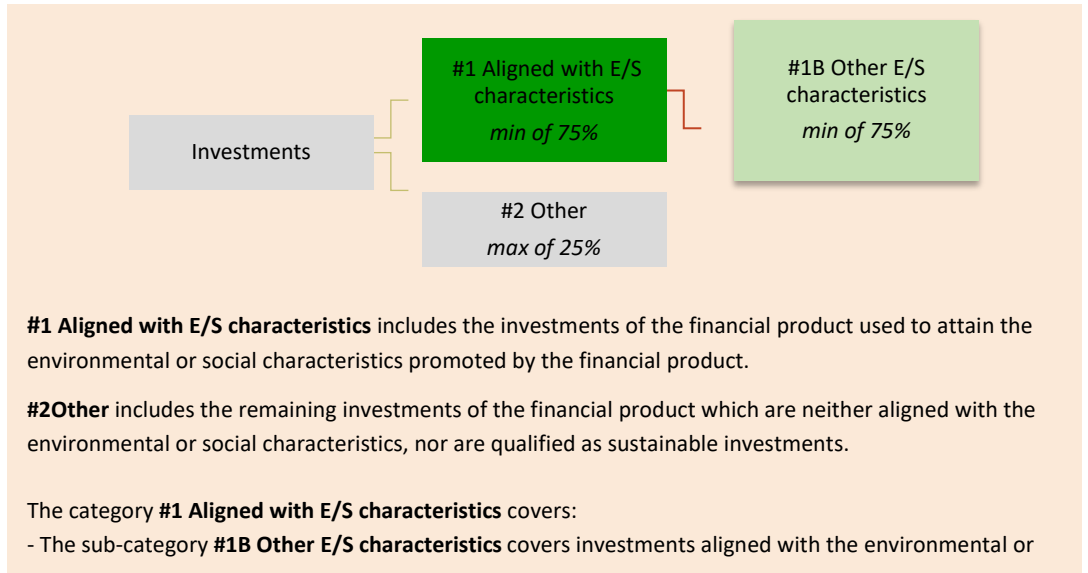 #1 Aligned with E/S
characteristics
min of 75%
#1B Other E/S
characteristics
min of 75%
Investments
#2 Other
max of 25%
#1 Aligned with E/S characteristics includes the investments of the financial product used to attain the
environmental or social characteristics promoted by the financial product.
#2Other includes the remaining investments of the financial product which are neither aligned with the
environmental or social characteristics, nor are qualified as sustainable investments.
The category #1 Aligned with E/S characteristics covers:
- The sub-category #1B Other E/S characteristics covers investments aligned with the environmental or